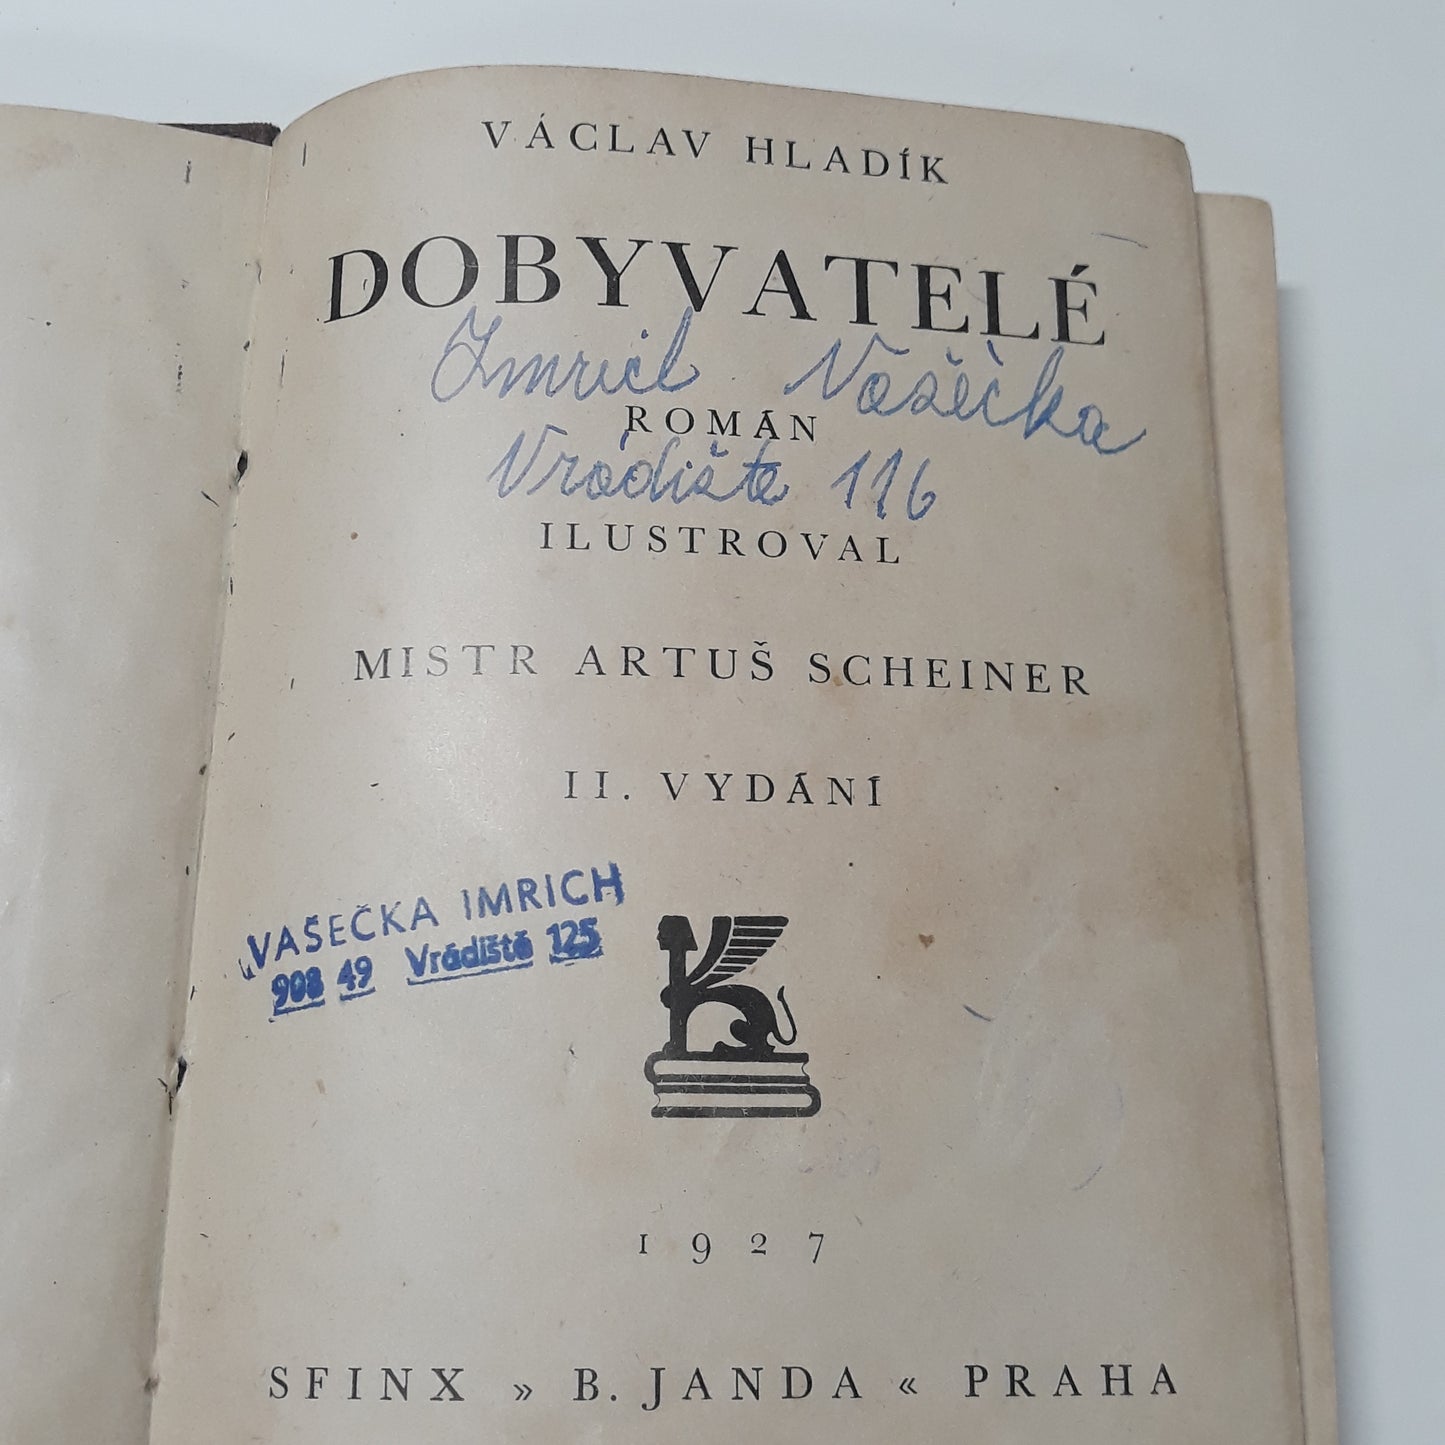 VÁCLAV HLADÍK
DOBYVATELÉ
Imrich Vašečka
ROMÁN
Vrádište 116
ILUSTROVAL
MISTR ARTUŠ SCHEINER
II. VYDÁNÍ
VAŠEČKA IMRICH
908 49 Vrádiště 125
1927
SFINX » B. JANDA « PRAHA